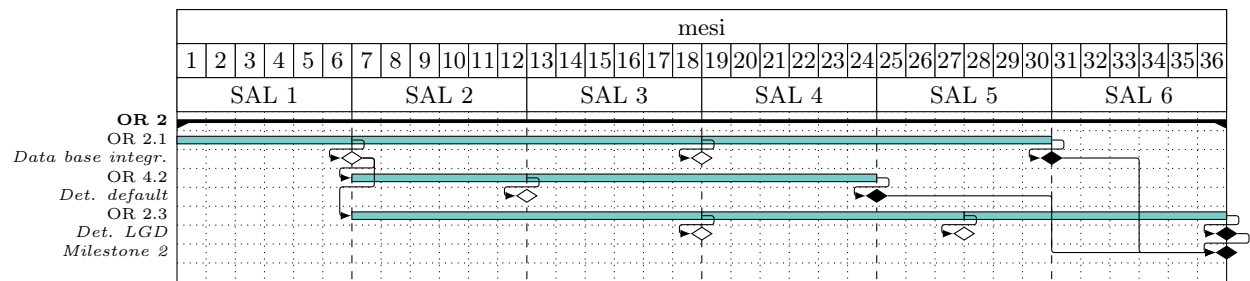 mesi
1 2 3 4 5 6 7 8 9 10 11 12 13 14 15 16 17 18 19 20 21 22 23 24 25 26 27 28 29 30 31 32 33 34 35 36
SAL 1 SAL 2 SAL 3 SAL 4 SAL 5 SAL 6
OR 2
OR 2.1
Data base integr.
OR 4.2
Det. default
OR 2.3
Det. LGD
Milestone 2